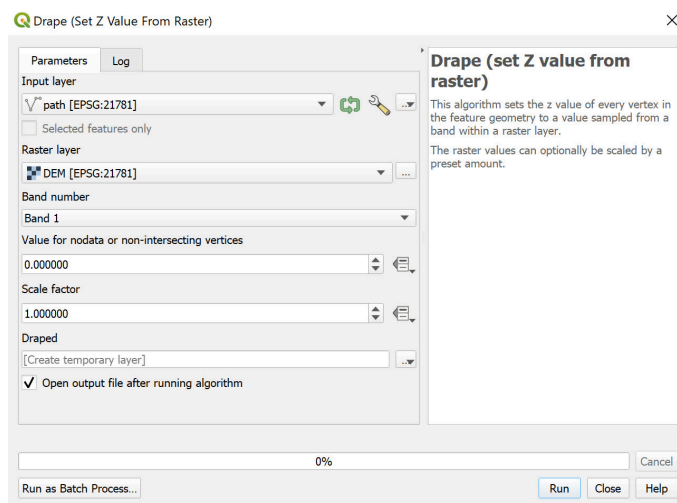 Drape (Set Z Value From Raster)
Parameters
Log
Input layer
path [EPSG:21781]
Selected features only
Raster layer
DEM [EPSG:21781]
...
Band number
Band 1
Value for nodata or non-intersecting vertices
0.000000
Scale factor
1.000000
Draped
[Create temporary layer]
Open output file after running algorithm
Drape (set Z value from
raster)
This algorithm sets the z value of every vertex in
the feature geometry to a value sampled from a
band within a raster layer.
The raster values can optionally be scaled by a
preset amount.
0%
Cancel
Run as Batch Process...
Run
Close
Help